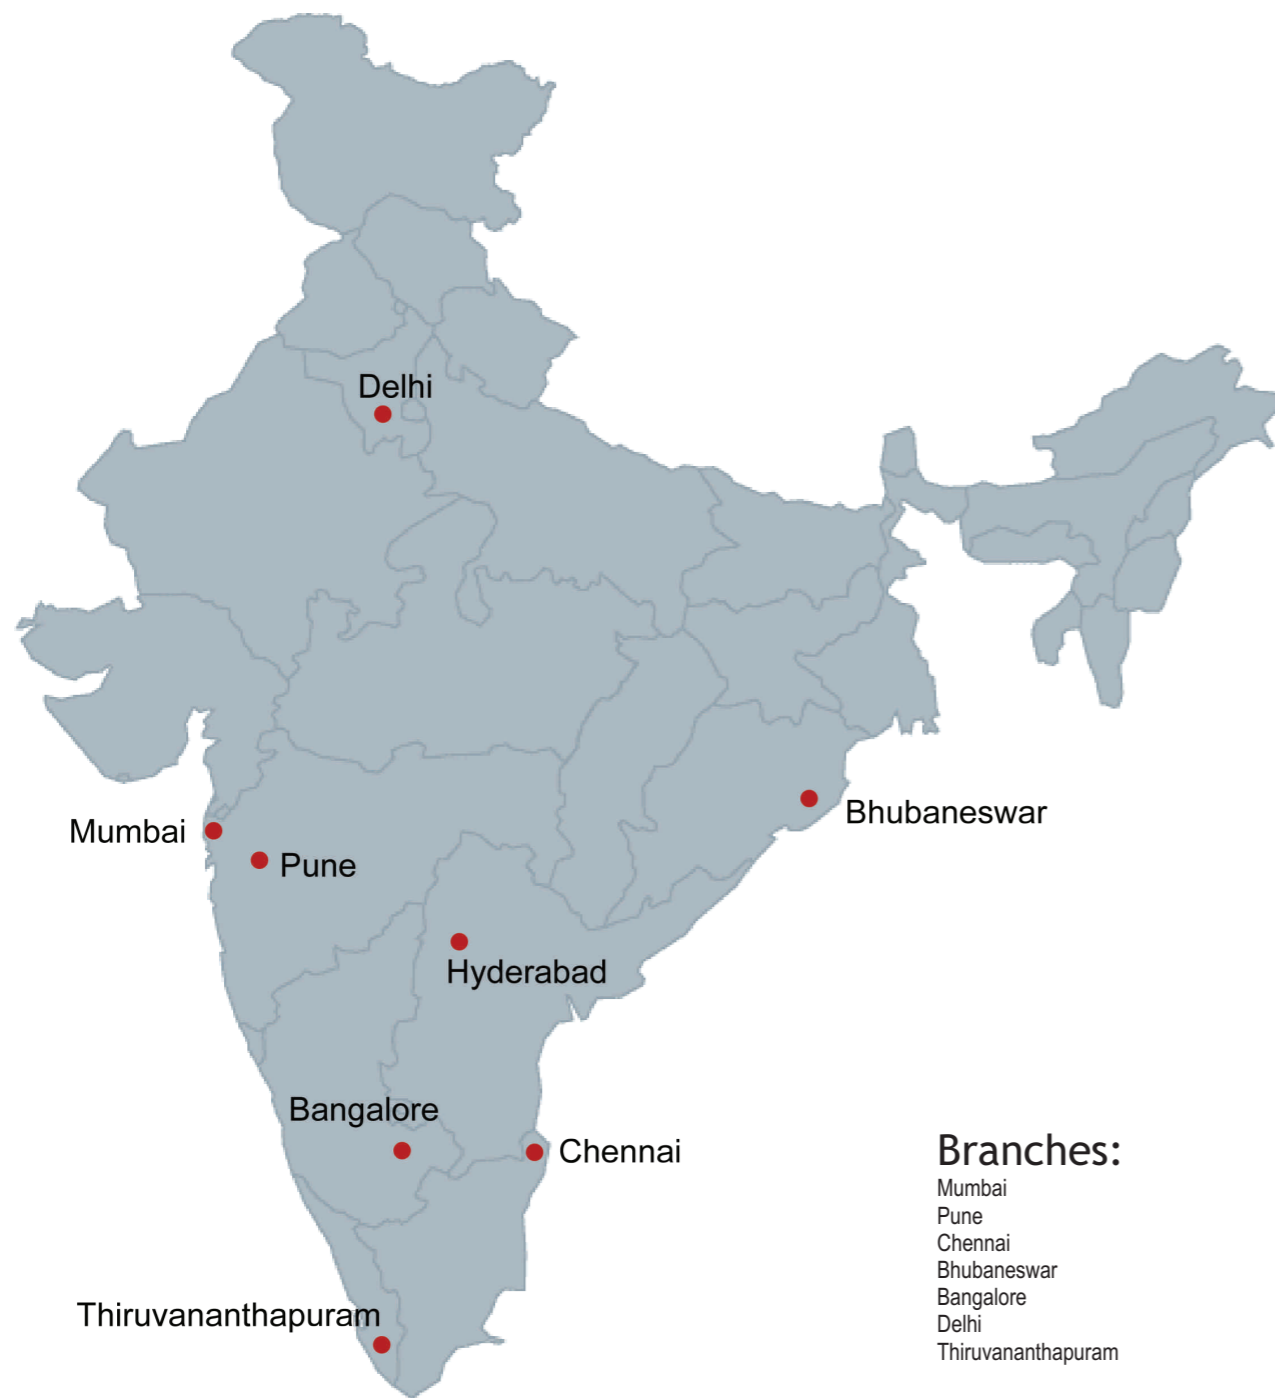 Delhi
Mumbai
Pune
Bhubaneswar
Hyderabad
Bangalore
Chennai
Thiruvananthapuram
Branches:
Mumbai
Pune
Chennai
Bhubaneswar
Bangalore
Delhi
Thiruvananthapuram